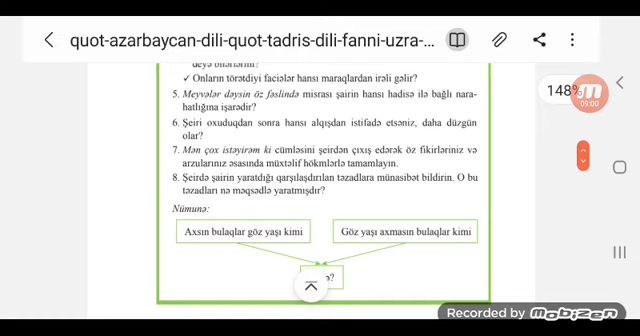 quot-azarbaycan-dili-quot-tadris-dili-fanni-uzra-...
148%
09:00
deyə bilərlərmi?
✓ Onların törətdiyi faciələr hansı maraqlardan irəli gəlir?
5. Meyvələr dəysin öz fəslində misrası şairin hansı hadisə ilə bağlı nara-
hatlığına işarədir?
6. Şeiri oxuduqdan sonra hansı alqışdan istifadə etsəniz, daha düzgün
olar?
7. Mən çox istəyirəm ki cümləsini şeirdən çıxış edərək öz fikirləriniz və
arzularınız əsasında müxtəlif hökmlərlə tamamlayın.
8. Şeirdə şairin yaratdığı qarşılaşdırılan təzadlara münasibət bildirin. O bu
təzadları nə məqsədlə yaratmışdır?
Nümunə:
Axsın bulaqlar göz yaşı kimi
Göz yaşı axmasın bulaqlar kimi
Recorded by Mobizen